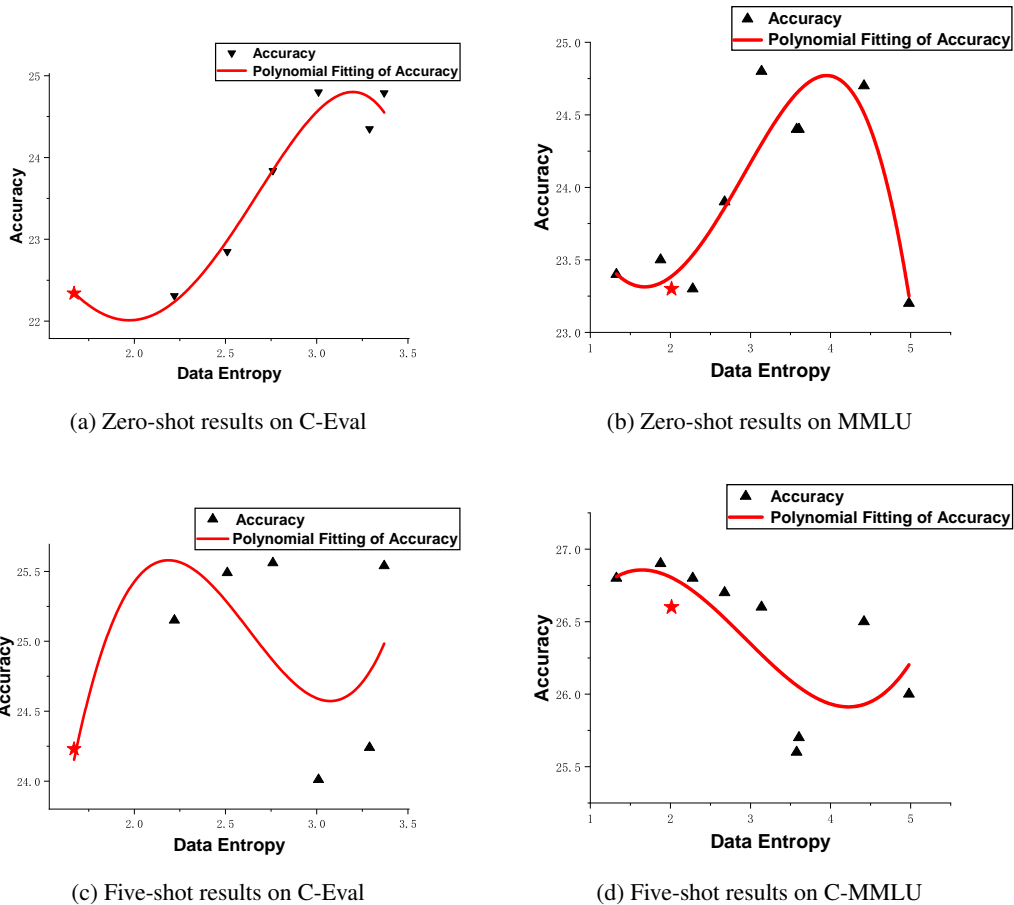 Accuracy
Polynomial Fitting of Accuracy
25
24
23
22
Accuracy
2.0 2.5 3.0 3.5
Data Entropy
(a) Zero-shot results on C-Eval
Accuracy
Polynomial Fitting of Accuracy
25.0
24.5
24.0
23.5
23.0
Accuracy
1 2 3 4 5
Data Entropy
(b) Zero-shot results on MMLU
Accuracy
Polynomial Fitting of Accuracy
25.5
25.0
24.5
24.0
Accuracy
2.0 2.5 3.0 3.5
Data Entropy
(c) Five-shot results on C-Eval
Accuracy
Polynomial Fitting of Accuracy
27.0
26.5
26.0
25.5
Accuracy
1 2 3 4 5
Data Entropy
(d) Five-shot results on C-MMLU